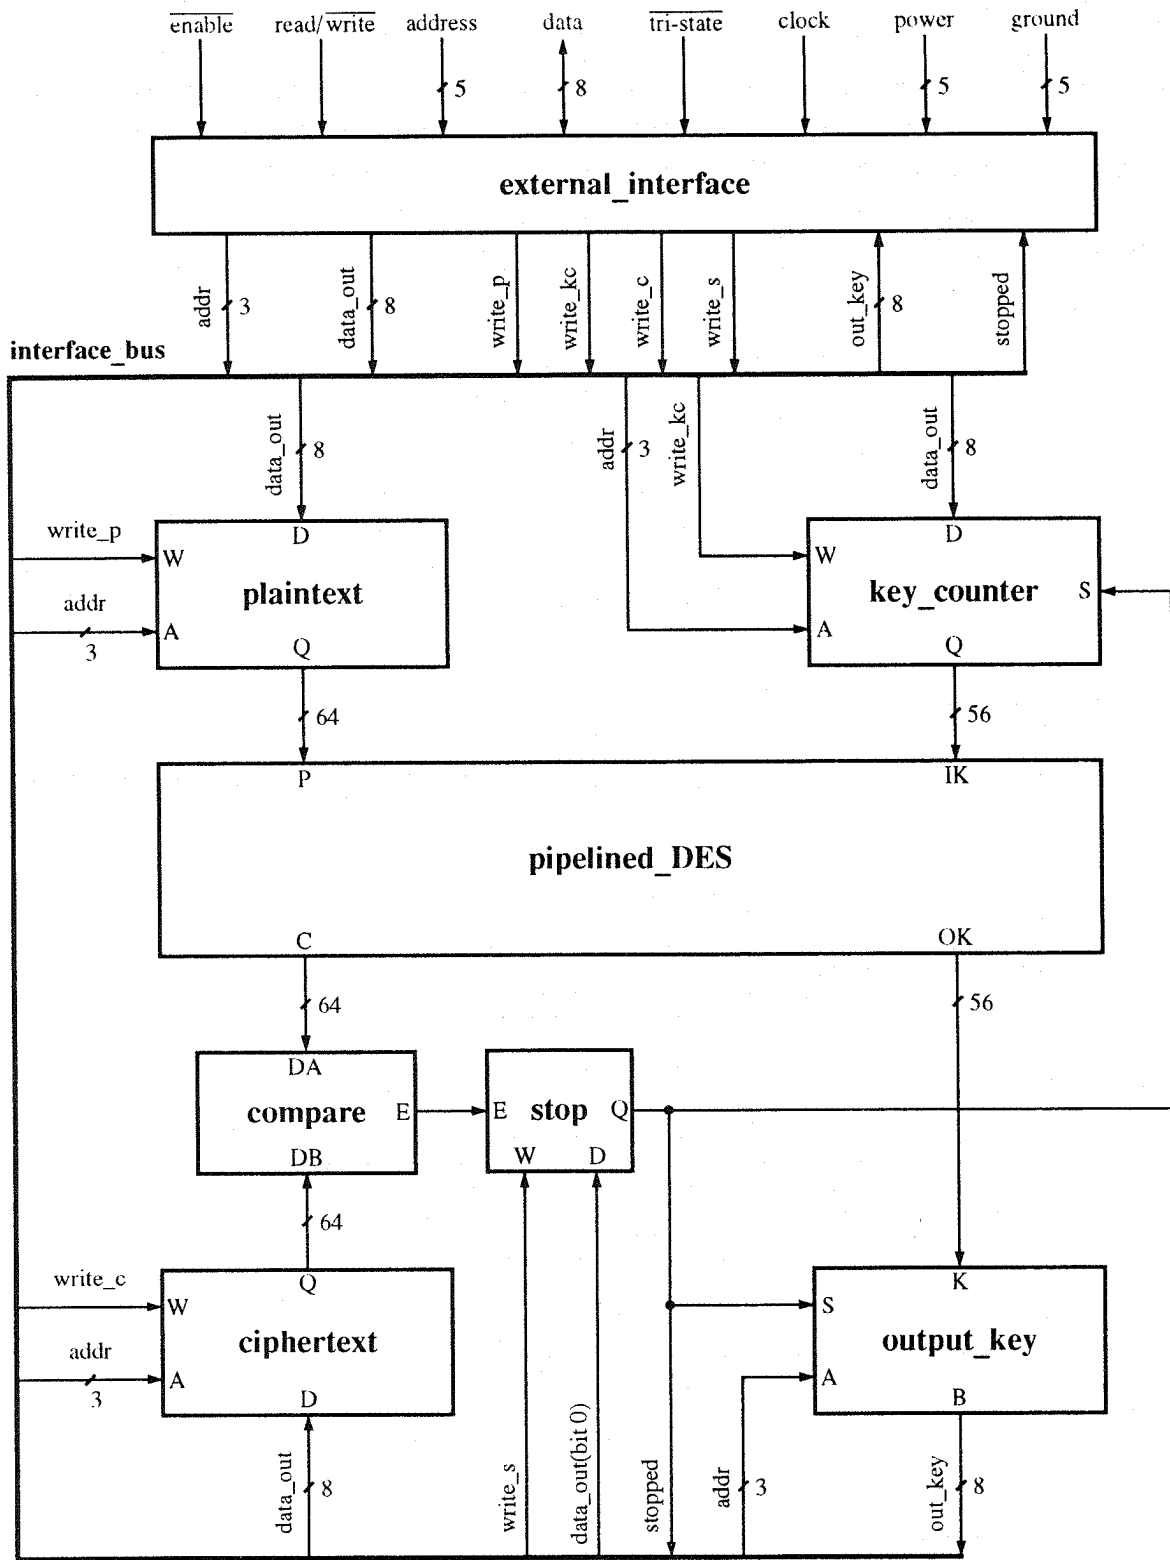 enable read/write address data tri-state clock power ground
5 8 5 5
external_interface
addr 3 data_out 8 write_p write_kc write_c write_s out_key 8 stopped
interface_bus
data_out 8 addr 3 write_kc data_out 8
write_p
D D
W W
plaintext key_counter S
addr
A A
3
Q Q
64 56
P IK
pipelined_DES
C OK
64 56
DA
compare E E stop Q
DB W D
64
write_c Q K
W S
ciphertext output_key
addr
A A
3
D B
data_out 8 write_s data_out(bit 0) stopped addr 3 out_key 8